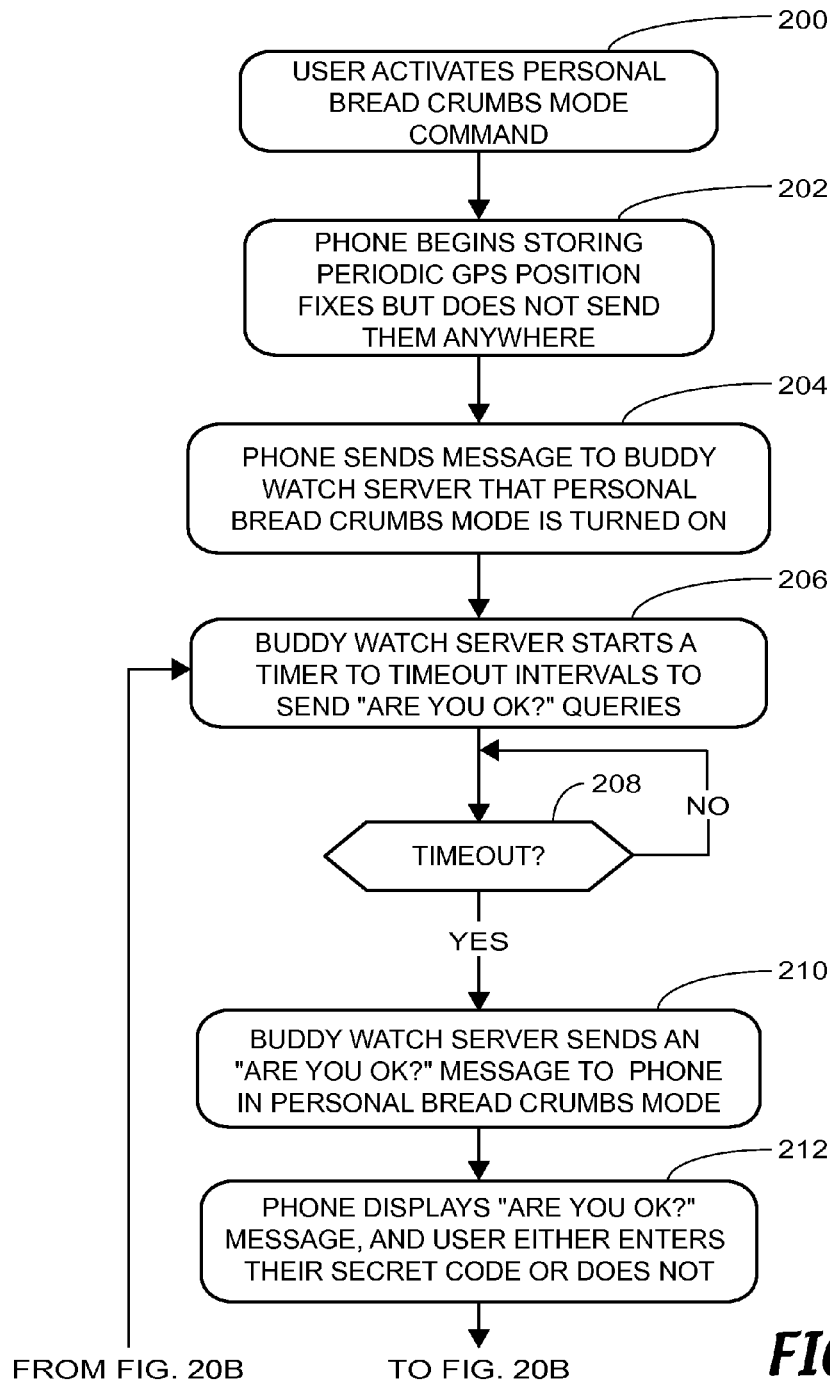 200
USER ACTIVATES PERSONAL
BREAD CRUMBS MODE
COMMAND
202
PHONE BEGINS STORING
PERIODIC GPS POSITION
FIXES BUT DOES NOT SEND
THEM ANYWHERE
204
PHONE SENDS MESSAGE TO BUDDY
WATCH SERVER THAT PERSONAL
BREAD CRUMBS MODE IS TURNED ON
206
BUDDY WATCH SERVER STARTS A
TIMER TO TIMEOUT INTERVALS TO
SEND "ARE YOU OK?" QUERIES
208
NO
TIMEOUT?
YES
210
BUDDY WATCH SERVER SENDS AN
"ARE YOU OK?" MESSAGE TO PHONE
IN PERSONAL BREAD CRUMBS MODE
212
PHONE DISPLAYS "ARE YOU OK?"
MESSAGE, AND USER EITHER ENTERS
THEIR SECRET CODE OR DOES NOT
FROM FIG. 20B
TO FIG. 20B